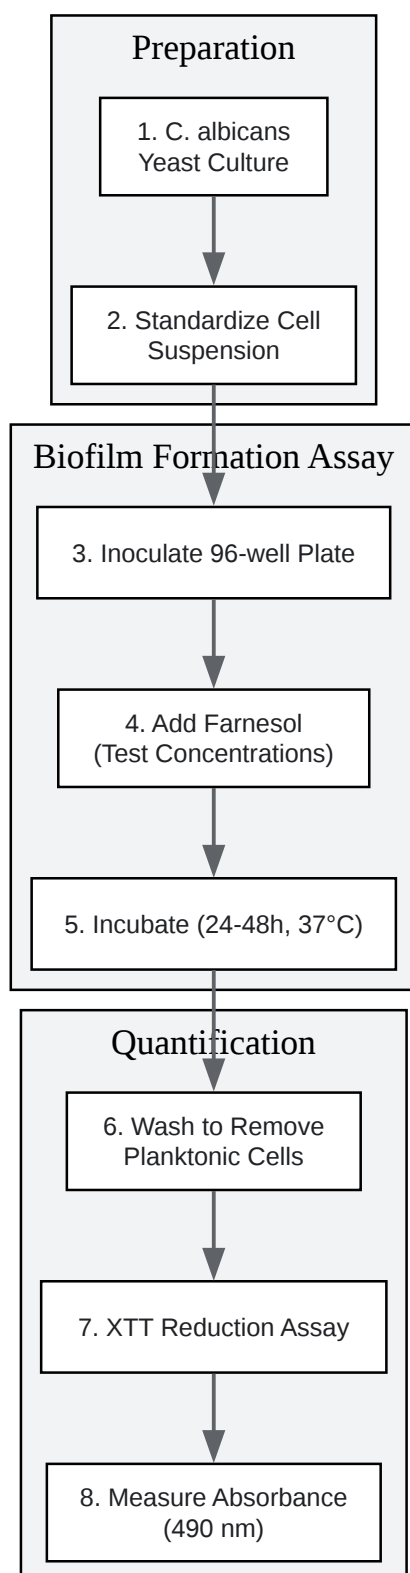 Preparation
1. C. albicans
Yeast Culture
2. Standardize Cell
Suspension
Biofilm Formation Assay
3. Inoculate 96-well Plate
4. Add Farnesol
(Test Concentrations)
5. Incubate (24-48h, 37°C)
Quantification
6. Wash to Remove
Planktonic Cells
7. XTT Reduction Assay
8. Measure Absorbance
(490 nm)